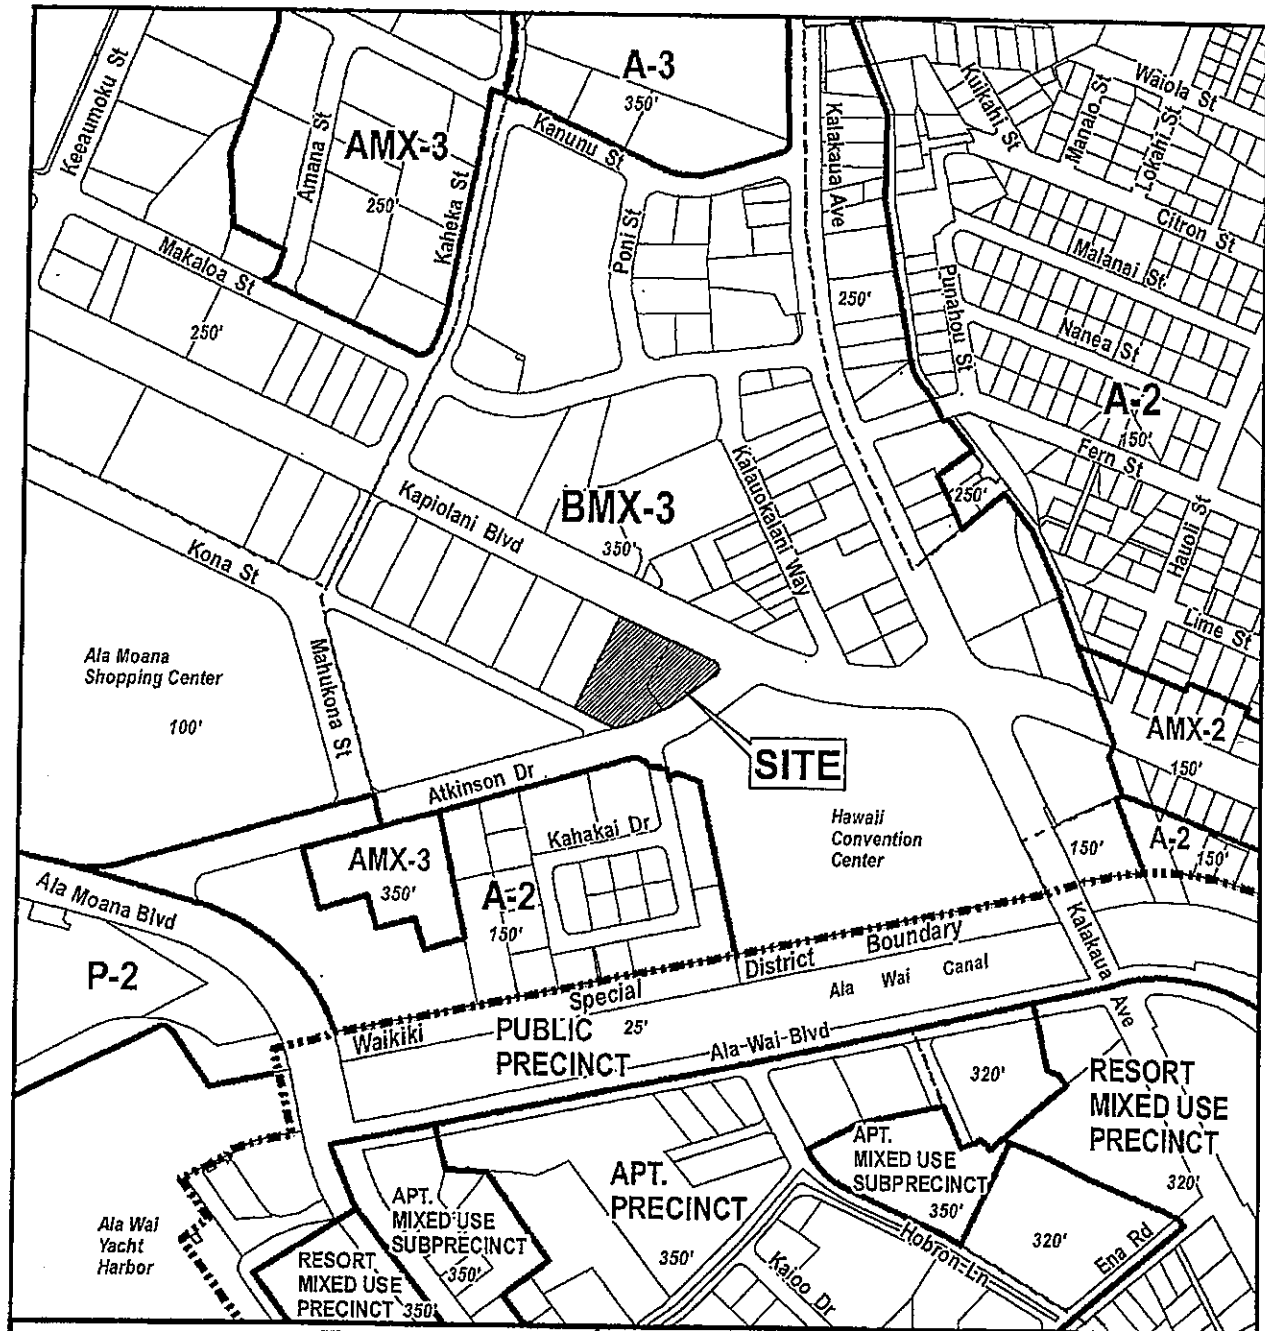 Keeaumoku St
Amana St
AMX-3
250'
Kaheka St
A-3
350'
Kanunu St
Poni St
Kalakaua Ave
250'
Kuikahi St
Manalo St
Lokahi St
Waiola St
Citron St
Malanai St
Punahou St
Nanea St
A-2
150'
Fern St
Hauoli St
Lime St
250'
Makaloa St
250'
Kapiolani Blvd
BMX-3
350'
Kalauokalani Way
Kona St
Mahukona St
Ala Moana
Shopping Center
100'
SITE
Atkinson Dr
Hawaii
Convention
Center
AMX-2
150'
A-2
150'
150'
Kahakai Dr
AMX-3
350'
A-2
150'
Ala Moana Blvd
P-2
Waikiki Special District Boundary
Ala Wai Canal
Kalakaua
Ave
PUBLIC
PRECINCT
25'
Ala-Wai-Blvd
320'
RESORT
MIXED USE
PRECINCT
320'
APT.
MIXED USE
SUBPRECINCT
350'
320'
Ena Rd
Hobron Ln
Kaioo Dr
APT.
PRECINCT
350'
APT.
MIXED USE
SUBPRECINCT
350'
RESORT
MIXED USE
PRECINCT 350'
Ala Wai
Yacht
Harbor